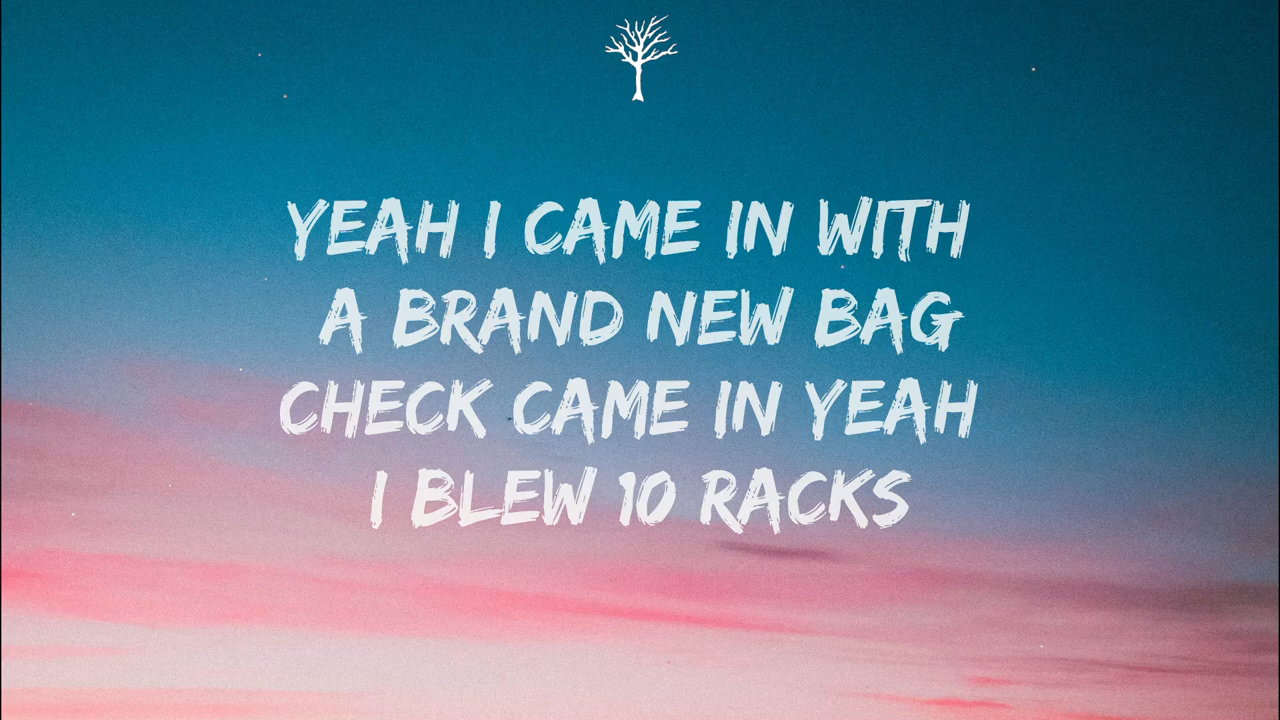 YEAH I CAME IN WITH
A BRAND NEW BAG
CHECK CAME IN YEAH
I BLEW 10 RACKS